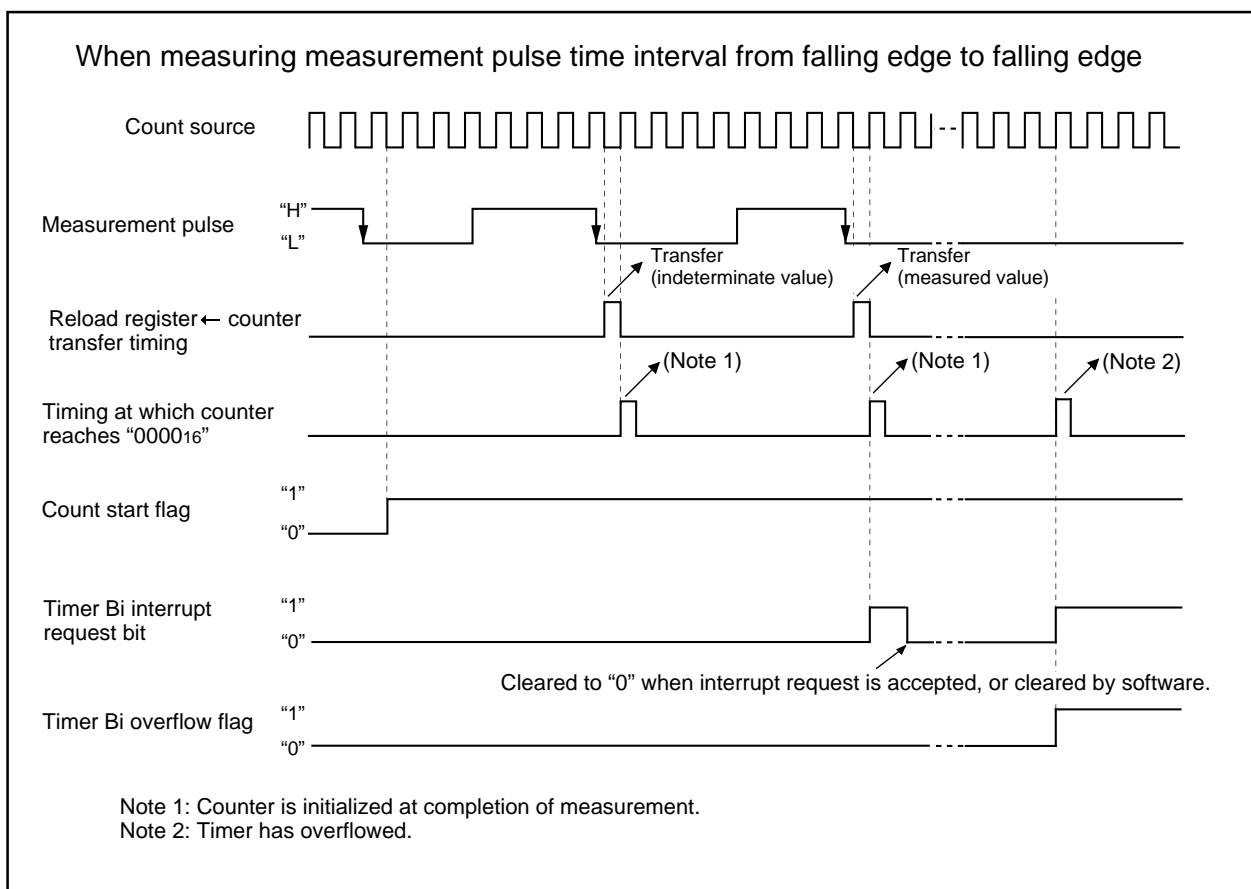 When measuring measurement pulse time interval from falling edge to falling edge
Count source
Measurement pulse
“H”
“L”
Transfer
(indeterminate value)
Transfer
(measured value)
Reload register ← counter
transfer timing
(Note 1)
(Note 1)
(Note 2)
Timing at which counter
reaches “000016”
Count start flag
“1”
“0”
Timer Bi interrupt
request bit
“1”
“0”
Cleared to “0” when interrupt request is accepted, or cleared by software.
Timer Bi overflow flag
“1”
“0”
Note 1: Counter is initialized at completion of measurement.
Note 2: Timer has overflowed.